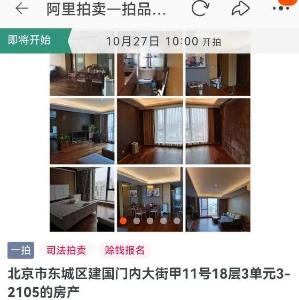 阿里拍卖一拍品...
即将开始
10月27日 10:00 开拍
一拍 司法拍卖 赊钱报名
北京市东城区建国门内大街甲11号18层3单元3-
2105的房产